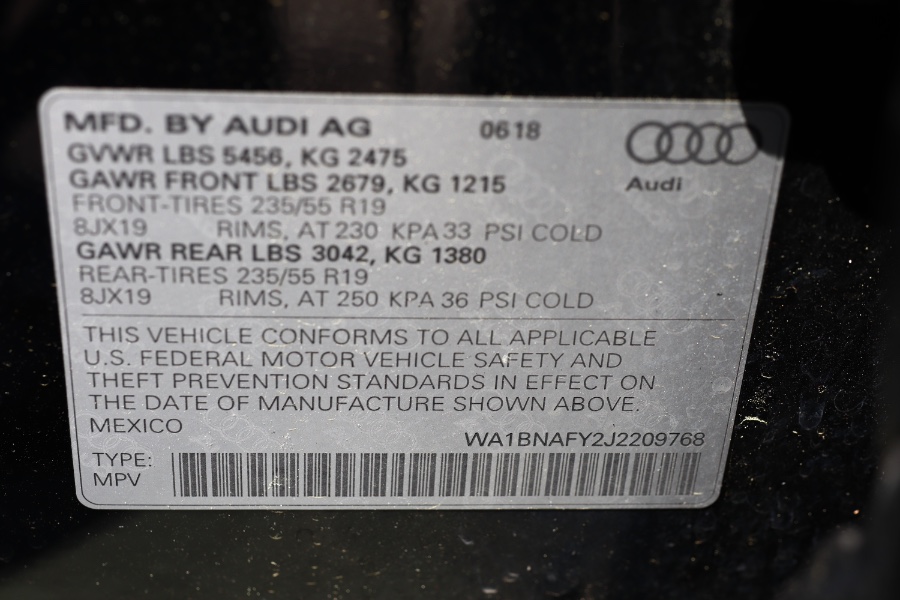 MFD. BY AUDI AG 0618
GVWR LBS 5456, KG 2475
GAWR FRONT LBS 2679, KG 1215
Audi
FRONT-TIRES 235/55 R19
8JX19 RIMS, AT 230 KPA 33 PSI COLD
GAWR REAR LBS 3042, KG 1380
REAR-TIRES 235/55 R19
8JX19 RIMS, AT 250 KPA 36 PSI COLD
THIS VEHICLE CONFORMS TO ALL APPLICABLE
U.S. FEDERAL MOTOR VEHICLE SAFETY AND
THEFT PREVENTION STANDARDS IN EFFECT ON
THE DATE OF MANUFACTURE SHOWN ABOVE.
MEXICO
WA1BNAFY2J2209768
TYPE:
MPV